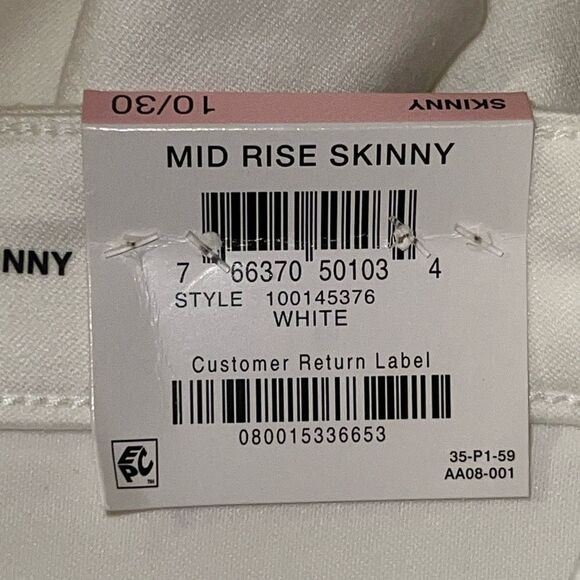 10/30 SKINNY
MID RISE SKINNY
7 66370 50103 4
STYLE 100145376
WHITE
Customer Return Label
080015336653
EPC TM
35-P1-59
AA08-001
NNY